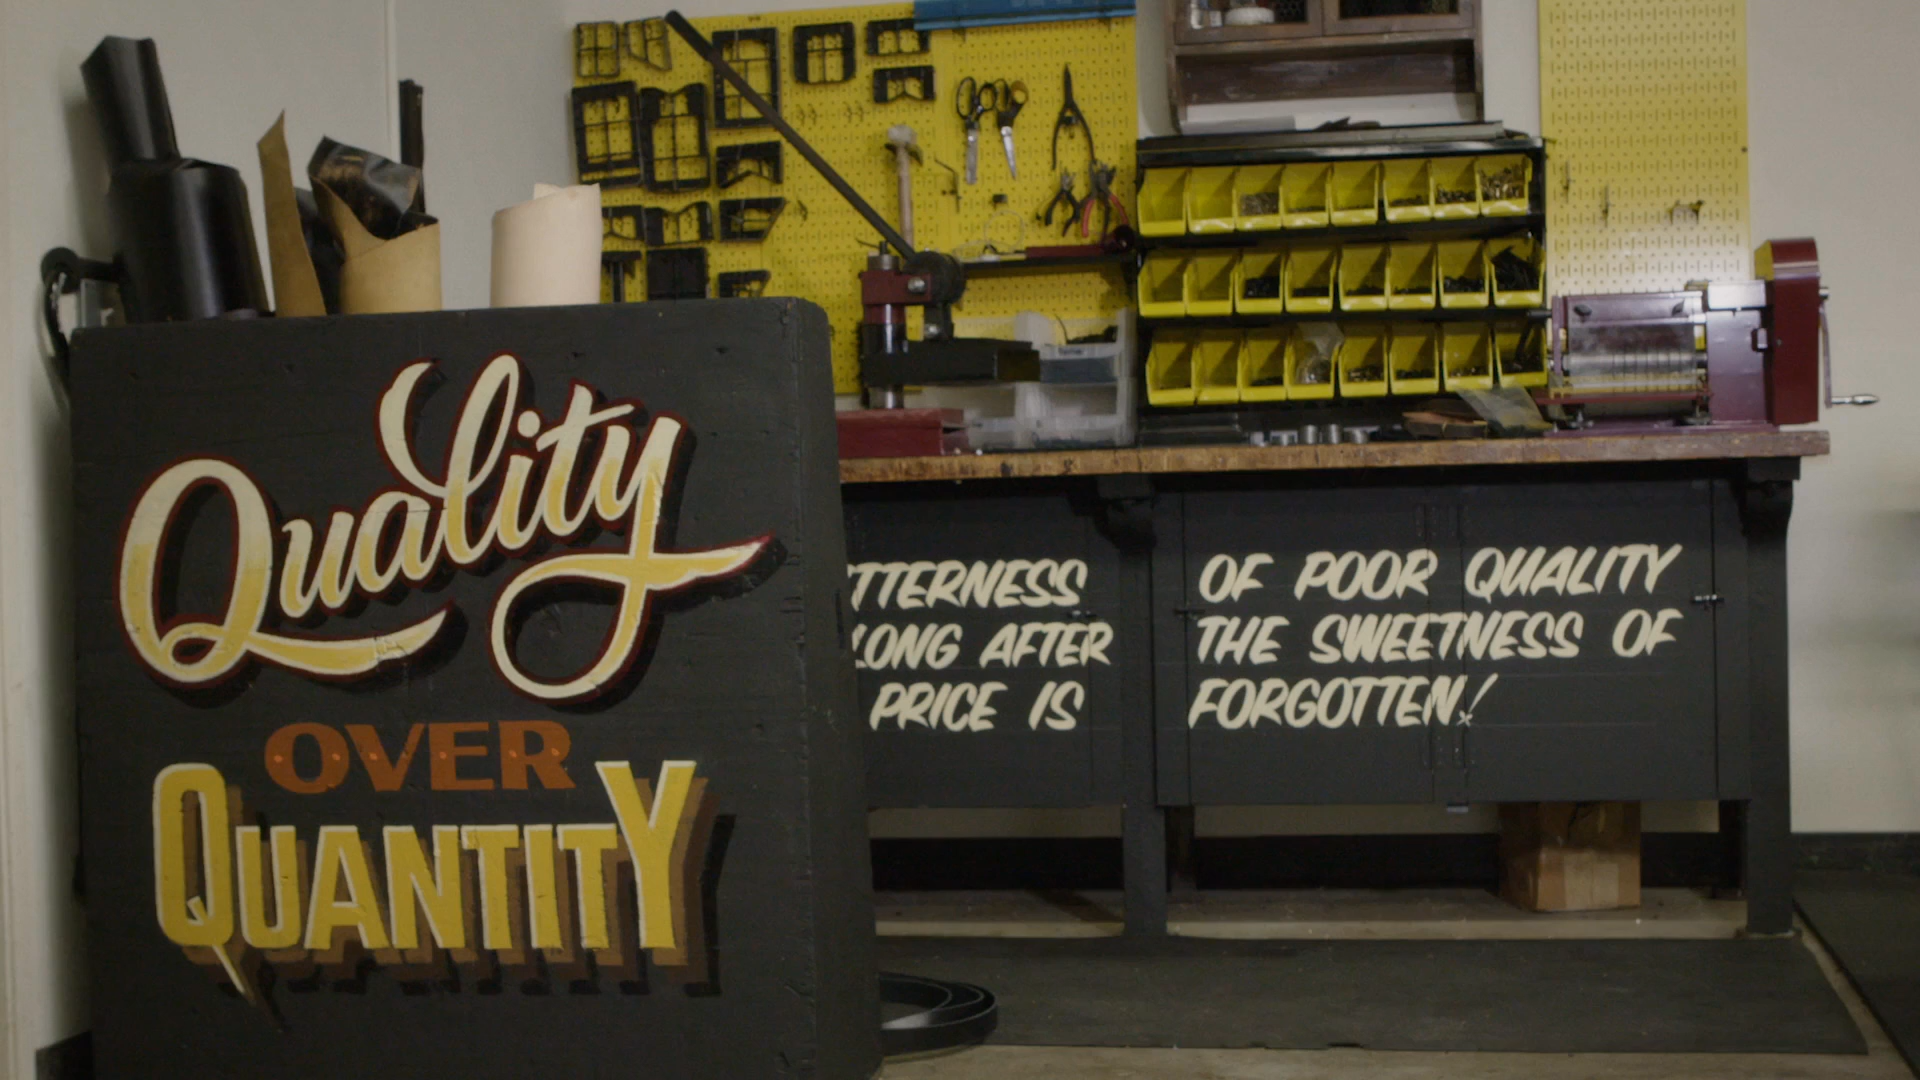 Quality
OVER
QUANTITY
TTERNESS OF POOR QUALITY
LONG AFTER THE SWEETNESS OF
PRICE IS FORGOTTEN!